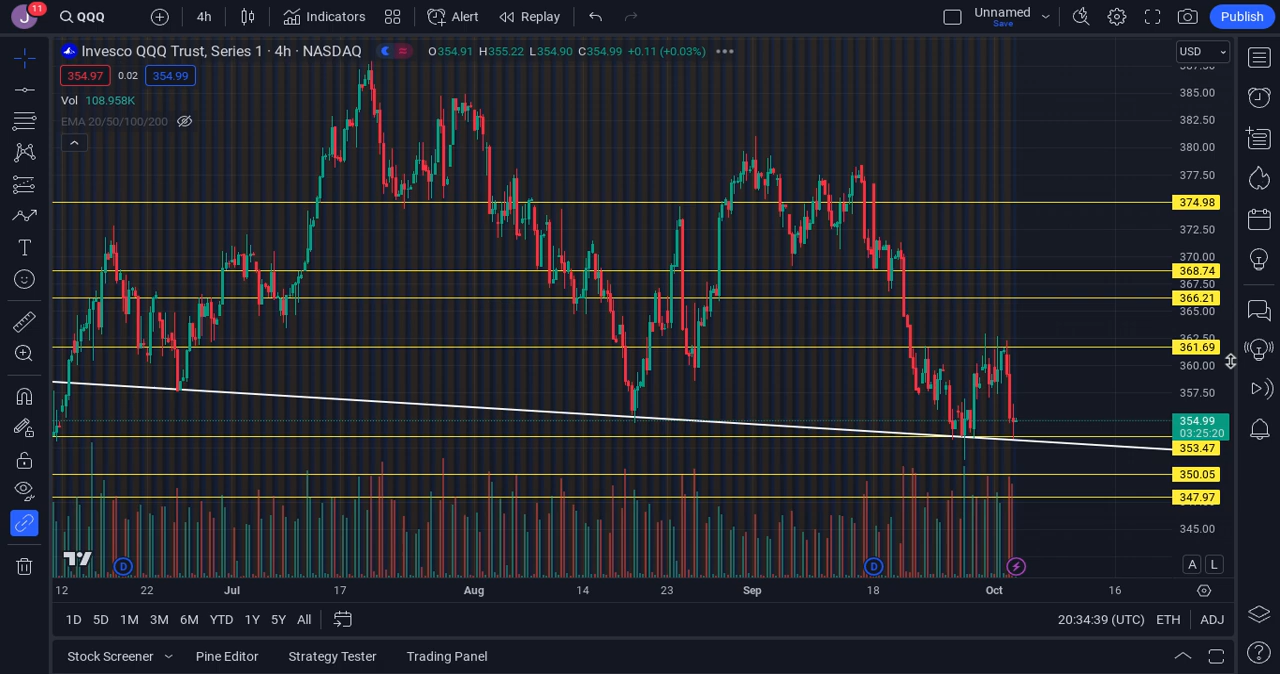 J 11 QQQ 4h Indicators Alert Replay Unnamed Save Publish
Invesco QQQ Trust, Series 1 · 4h · NASDAQ O354.91 H355.22 L354.90 C354.99 +0.11 (+0.03%) USD
354.97 0.02 354.99
Vol 108.958K
EMA 20/50/100/200
385.00
382.50
380.00
377.50
374.98
372.50
370.00
368.74
367.50
366.21
365.00
361.69
360.00
357.50
354.99
03:25:20
353.47
350.05
347.97
345.00
D D A L
12 22 Jul 17 Aug 14 23 Sep 18 Oct 16
1D 5D 1M 3M 6M YTD 1Y 5Y All 20:34:39 (UTC) ETH ADJ
Stock Screener Pine Editor Strategy Tester Trading Panel